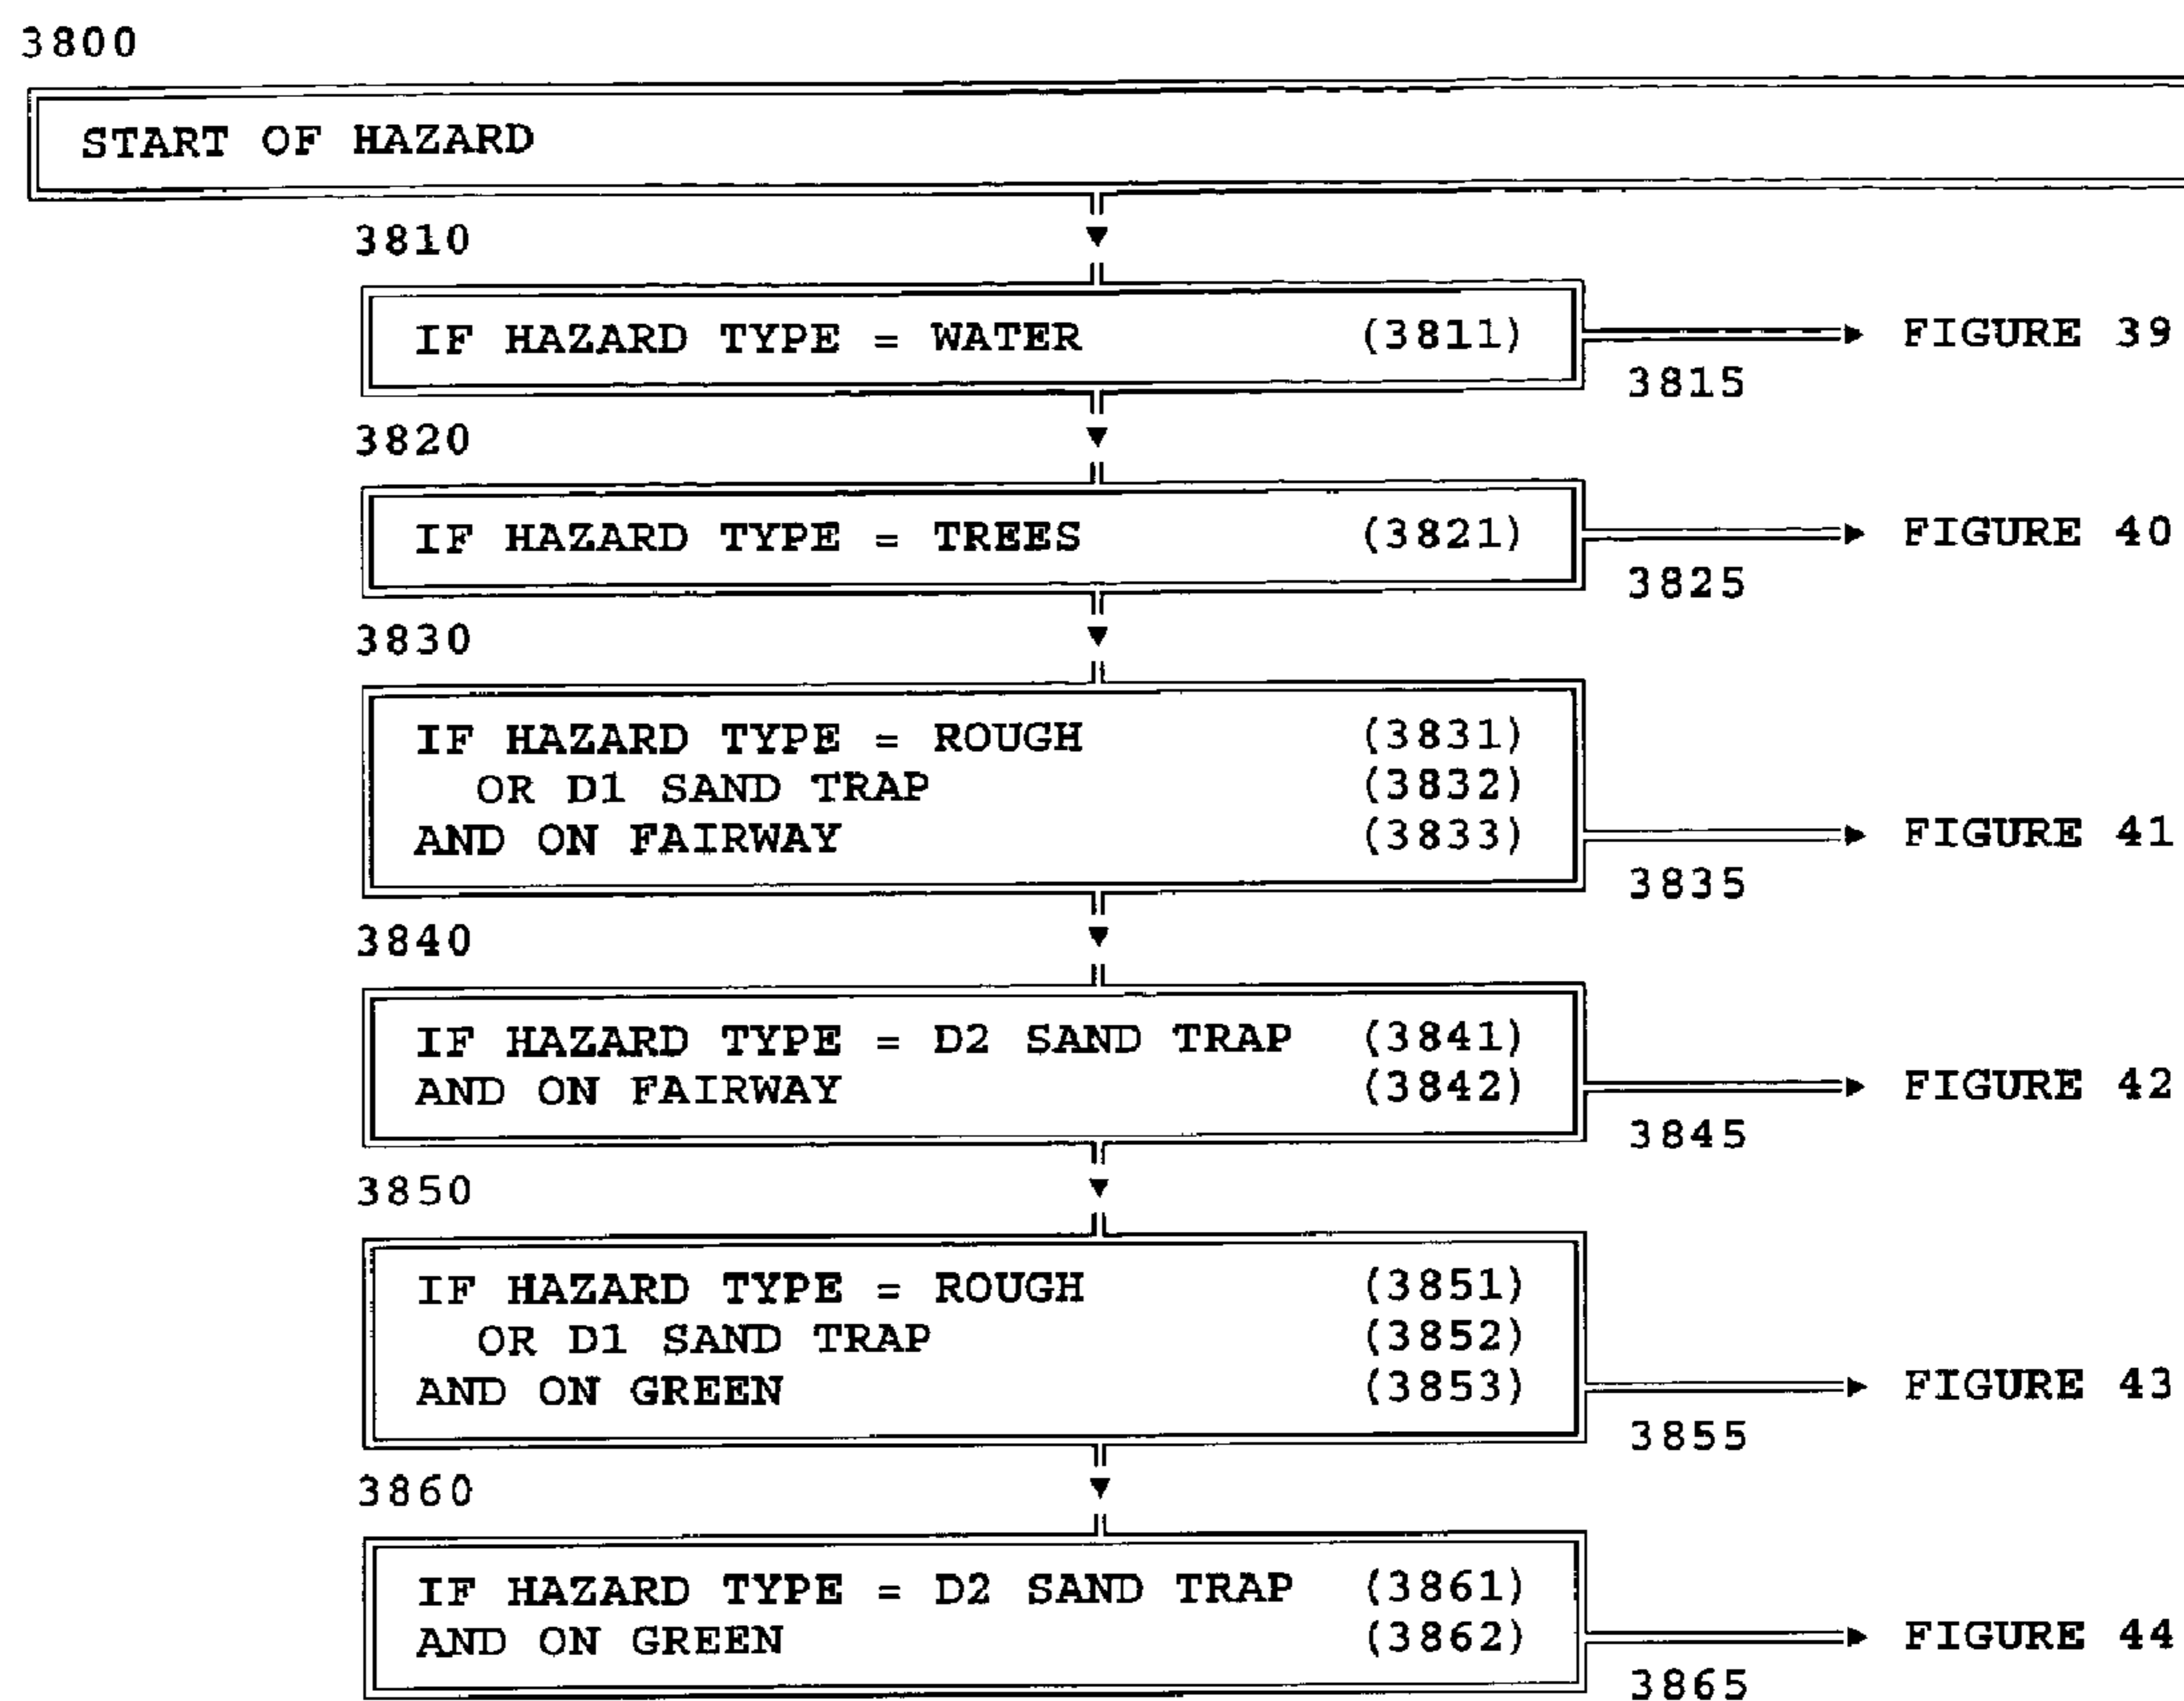 3800
START OF HAZARD
3810
IF HAZARD TYPE = WATER (3811) FIGURE 39
3815
3820
IF HAZARD TYPE = TREES (3821) FIGURE 40
3825
3830
IF HAZARD TYPE = ROUGH (3831)
OR D1 SAND TRAP (3832)
AND ON FAIRWAY (3833) FIGURE 41
3835
3840
IF HAZARD TYPE = D2 SAND TRAP (3841)
AND ON FAIRWAY (3842) FIGURE 42
3845
3850
IF HAZARD TYPE = ROUGH (3851)
OR D1 SAND TRAP (3852)
AND ON GREEN (3853) FIGURE 43
3855
3860
IF HAZARD TYPE = D2 SAND TRAP (3861)
AND ON GREEN (3862) FIGURE 44
3865